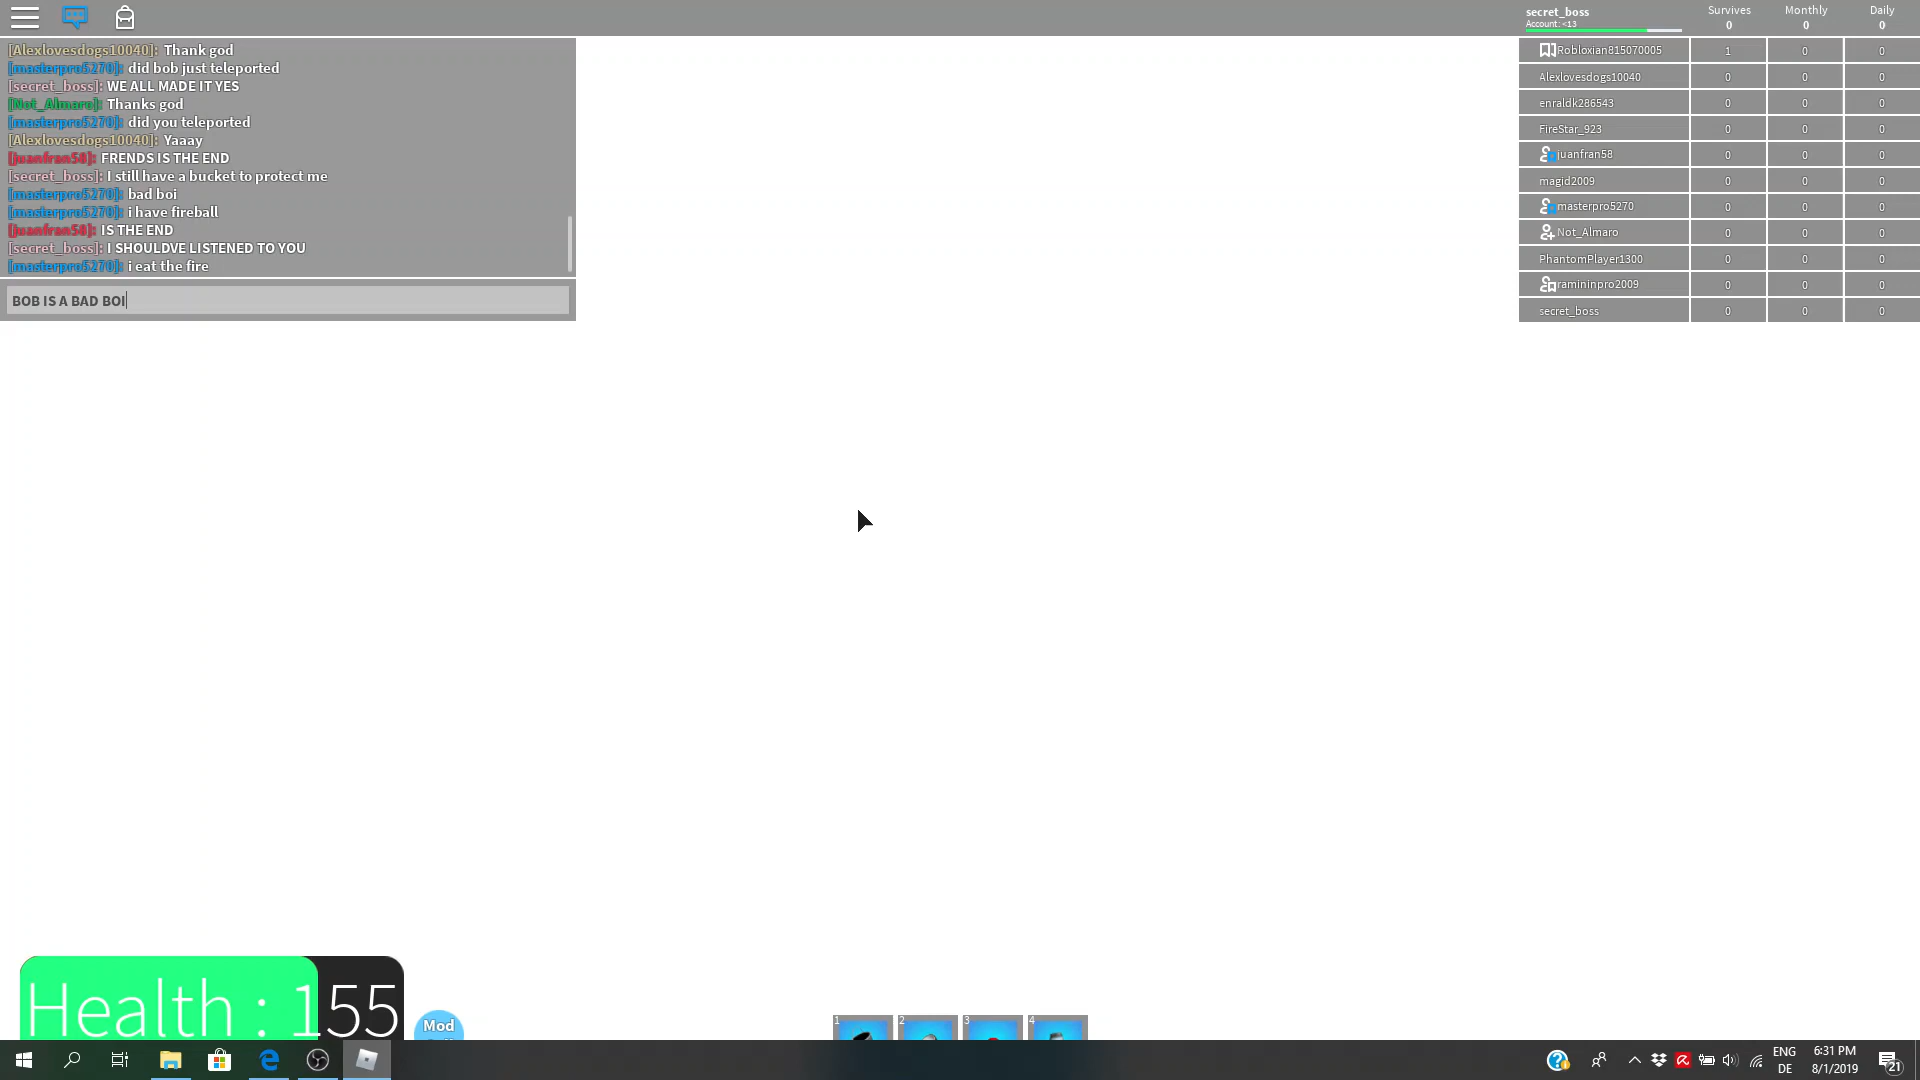 [Alexlovesdogs10040]: Thank god
[masterpro5270]: did bob just teleported
[secret_boss]: WE ALL MADE IT YES
[Not_Almaro]: Thanks god
[masterpro5270]: did you teleported
[Alexlovesdogs10040]: Yaaay
[juanfran58]: FRENDS IS THE END
[secret_boss]: I still have a bucket to protect me
[masterpro5270]: bad boi
[masterpro5270]: i have fireball
[juanfran58]: IS THE END
[secret_boss]: I SHOULDVE LISTENED TO YOU
[masterpro5270]: i eat the fire
BOB IS A BAD BOI
secret_boss Survives Monthly Daily
Account: <13 0 0 0
Robloxian815070005 1 0 0
Alexlovesdogs10040 0 0 0
enraldk286543 0 0 0
FireStar_923 0 0 0
juanfran58 0 0 0
magid2009 0 0 0
masterpro5270 0 0 0
Not_Almaro 0 0 0
PhantomPlayer1300 0 0 0
ramininpro2009 0 0 0
secret_boss 0 0 0
Health : 155
Mod
1 2 3 4
ENG
DE
6:31 PM
8/1/2019
21